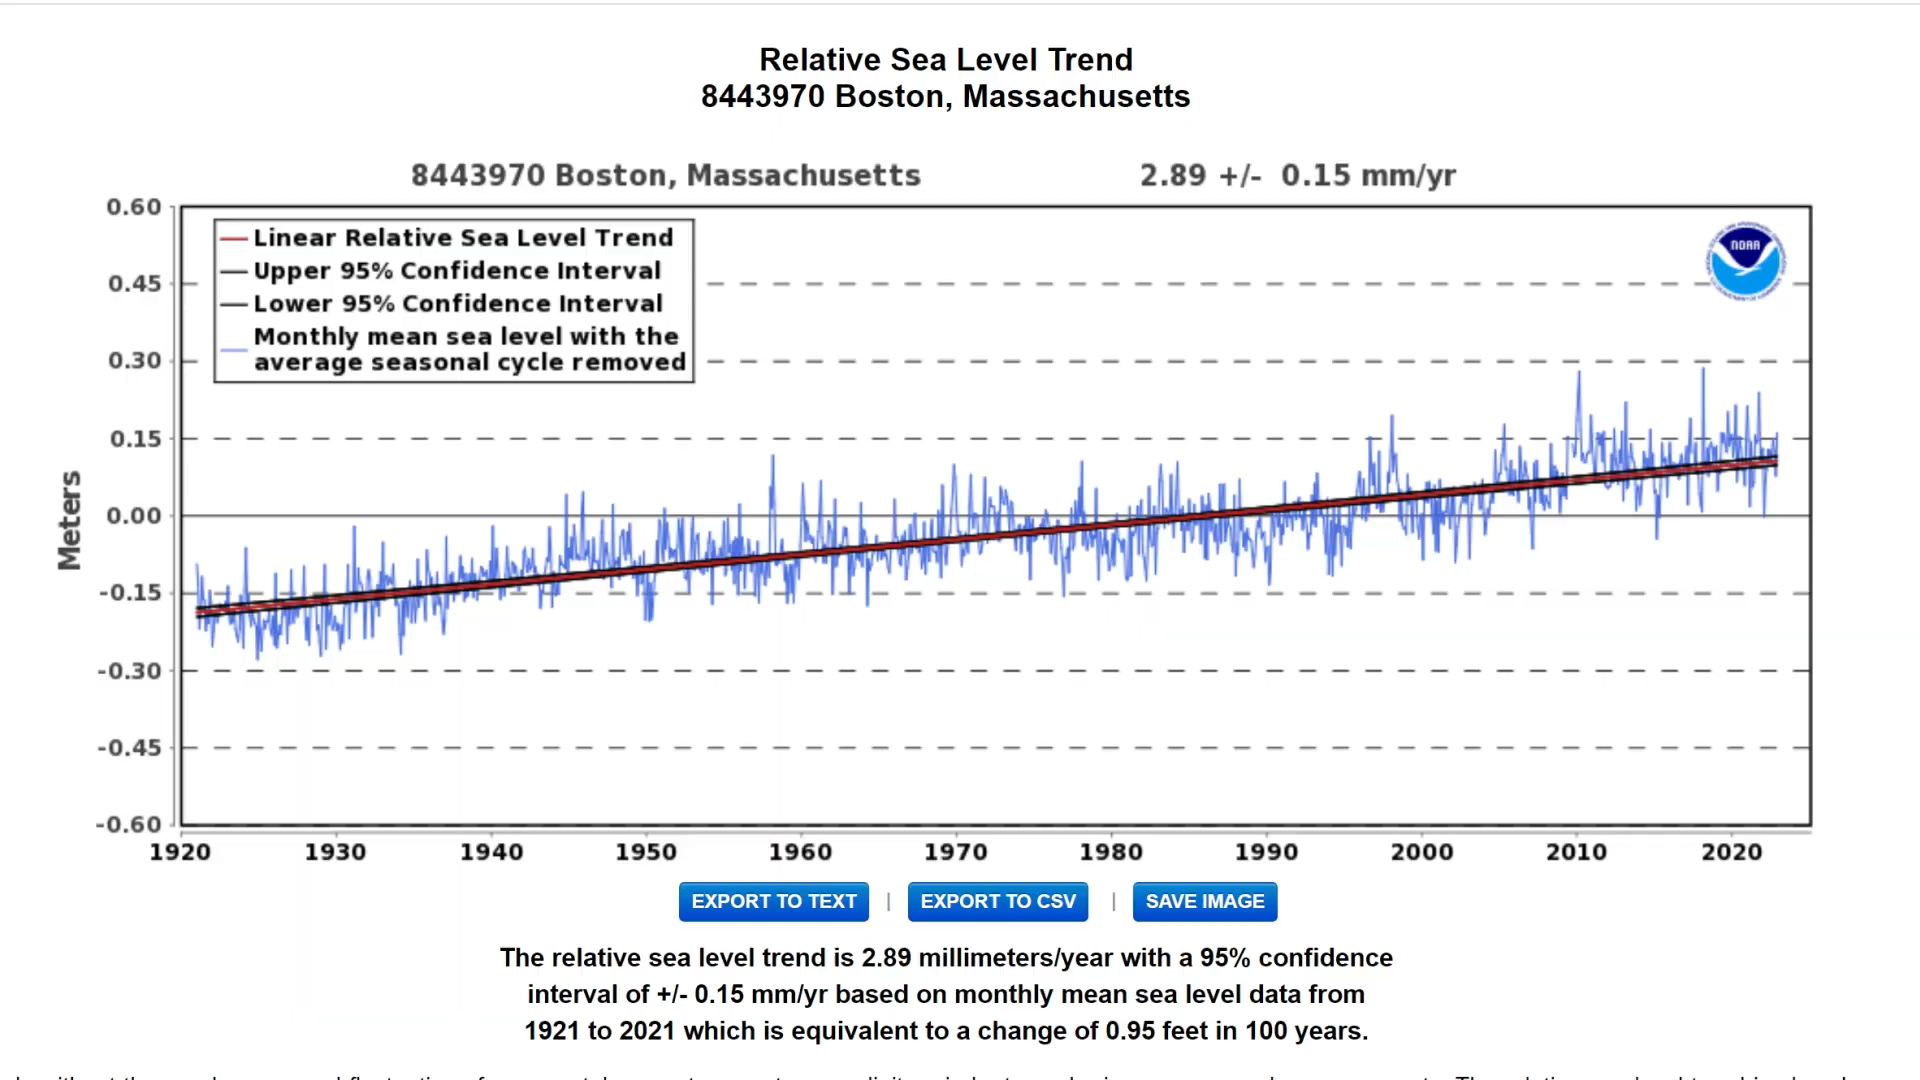 Relative Sea Level Trend
8443970 Boston, Massachusetts
8443970 Boston, Massachusetts 2.89 +/- 0.15 mm/yr
Linear Relative Sea Level Trend
Upper 95% Confidence Interval
Lower 95% Confidence Interval
Monthly mean sea level with the
average seasonal cycle removed
NOAA
0.60
0.45
0.30
0.15
0.00
-0.15
-0.30
-0.45
-0.60
Meters
1920 1930 1940 1950 1960 1970 1980 1990 2000 2010 2020
EXPORT TO TEXT | EXPORT TO CSV | SAVE IMAGE
The relative sea level trend is 2.89 millimeters/year with a 95% confidence
interval of +/- 0.15 mm/yr based on monthly mean sea level data from
1921 to 2021 which is equivalent to a change of 0.95 feet in 100 years.